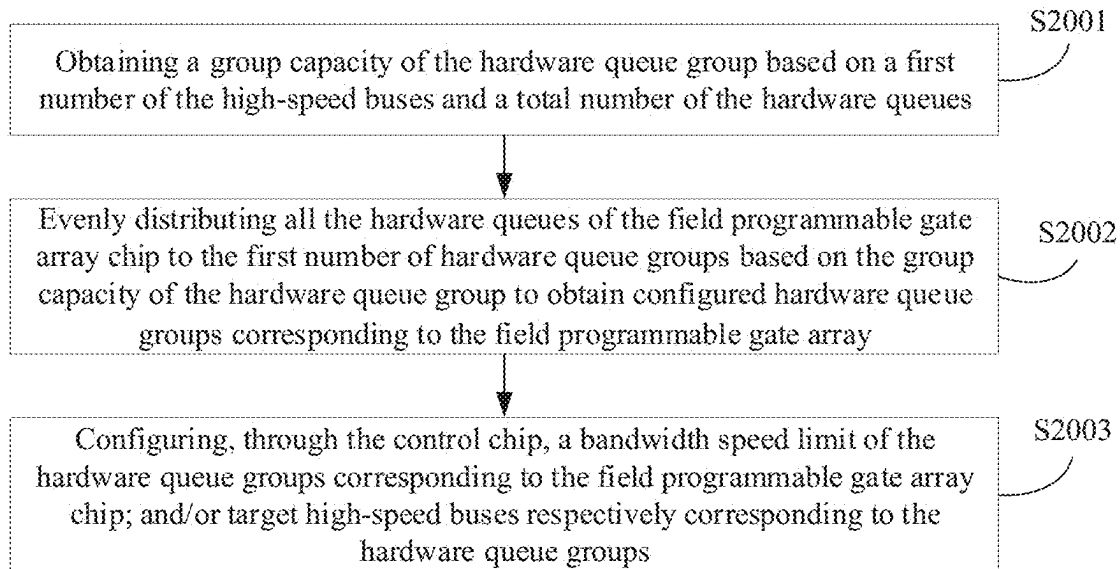 S2001
Obtaining a group capacity of the hardware queue group based on a first
number of the high-speed buses and a total number of the hardware queues
S2002
Evenly distributing all the hardware queues of the field programmable gate
array chip to the first number of hardware queue groups based on the group
capacity of the hardware queue group to obtain configured hardware queue
groups corresponding to the field programmable gate array
S2003
Configuring, through the control chip, a bandwidth speed limit of the
hardware queue groups corresponding to the field programmable gate array
chip; and/or target high-speed buses respectively corresponding to the
hardware queue groups